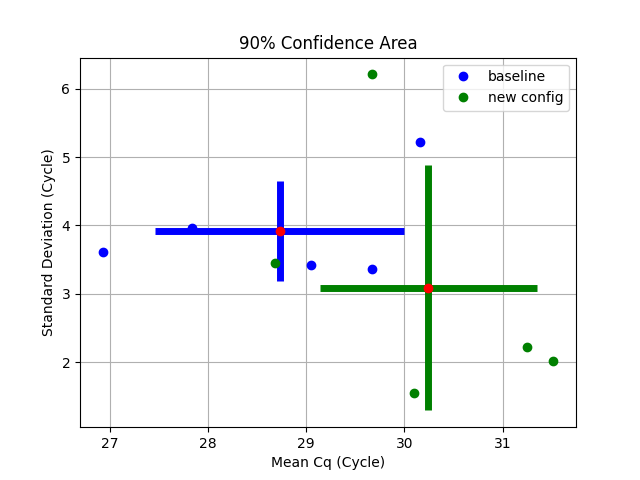 90% Confidence Area
baseline
new config
6
5
4
3
2
Standard Deviation (Cycle)
27 28 29 30 31
Mean Cq (Cycle)